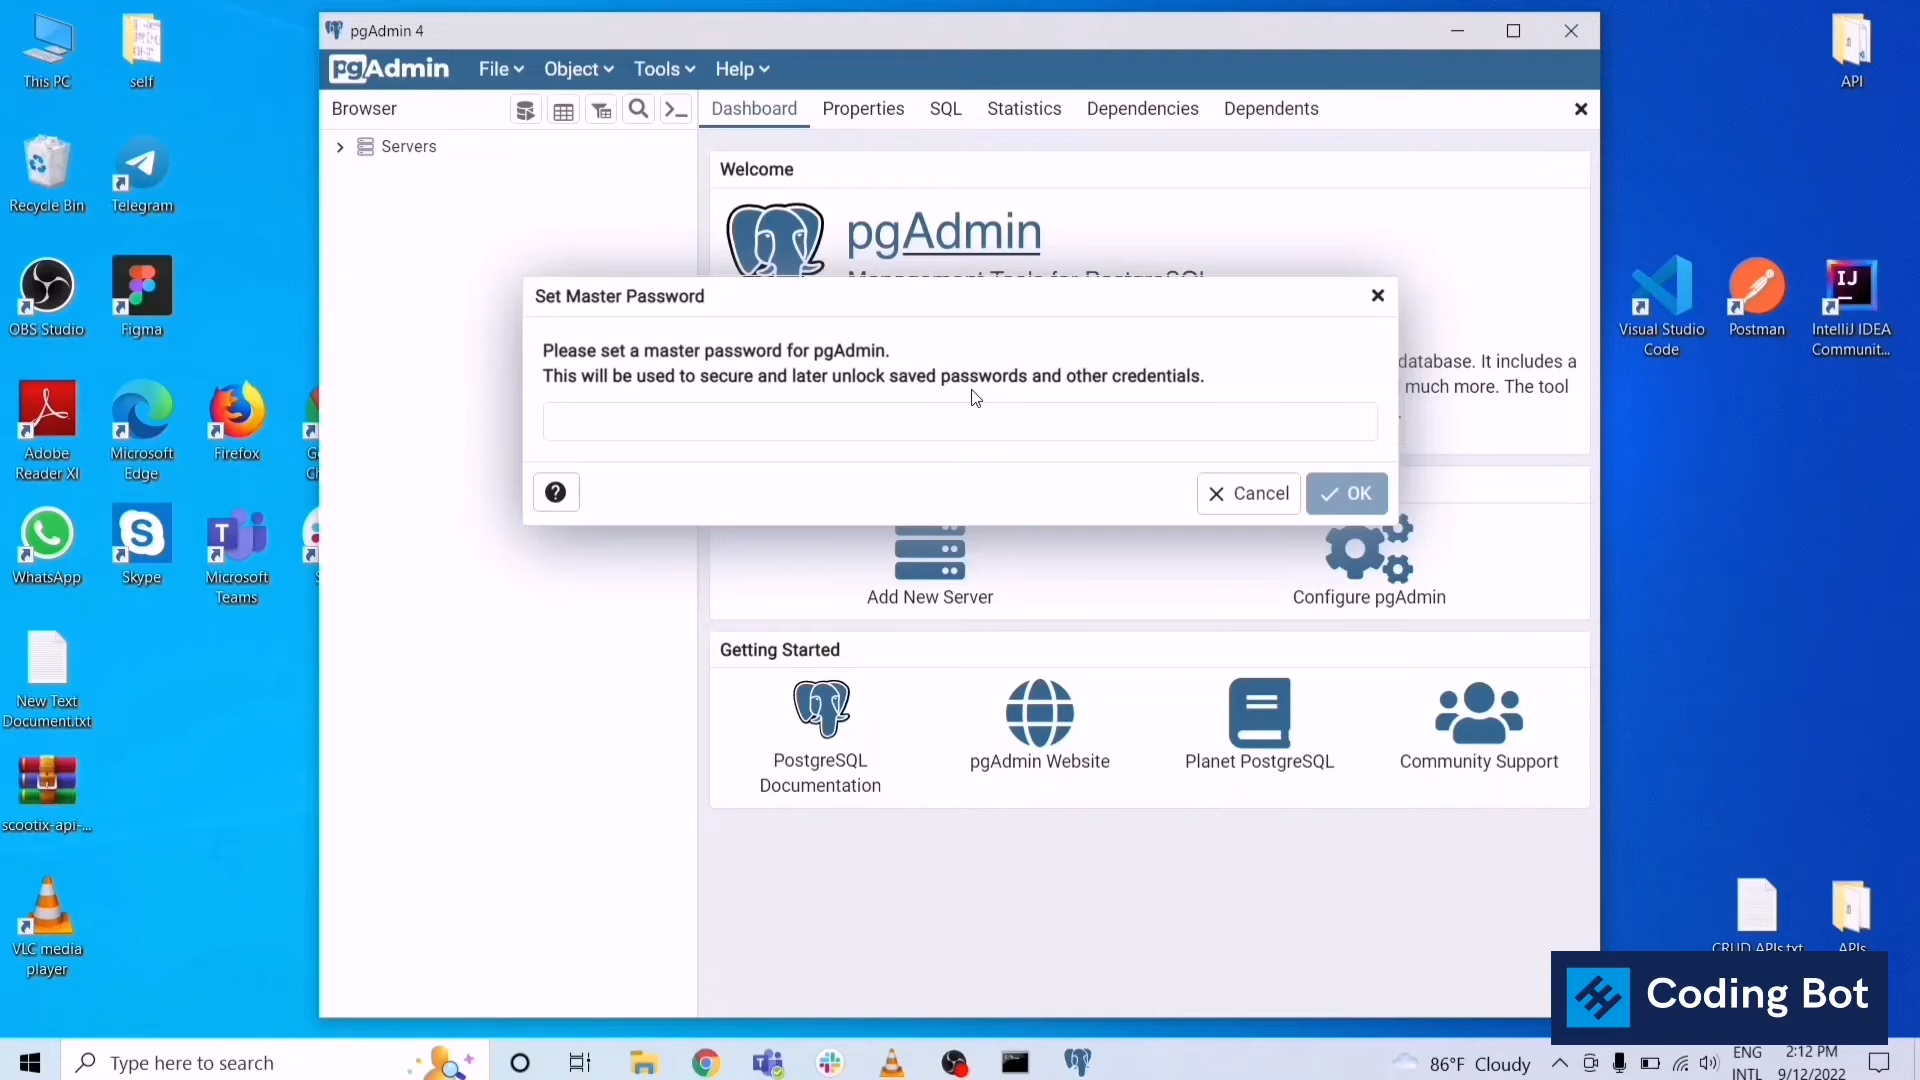 This PC
self
Recycle Bin
Telegram
OBS Studio
Figma
Adobe
Reader XI
Microsoft
Edge
Firefox
WhatsApp
Skype
Microsoft
Teams
New Text
Document.txt
scootix-api-...
VLC media
player
pgAdmin 4
pgAdmin
File
Object
Tools
Help
Browser
Dashboard
Properties
SQL
Statistics
Dependencies
Dependents
Servers
Welcome
pgAdmin
Management Tools for PostgreSQL
Set Master Password
Please set a master password for pgAdmin.
This will be used to secure and later unlock saved passwords and other credentials.
Cancel
OK
database. It includes a
much more. The tool
Add New Server
Configure pgAdmin
Getting Started
PostgreSQL
Documentation
pgAdmin Website
Planet PostgreSQL
Community Support
API
Visual Studio
Code
Postman
IJ
IntelliJ IDEA
Communit...
CRUD APIs.txt
APIs
Coding Bot
Type here to search
86°F Cloudy
ENG
INTL
2:12 PM
9/12/2022